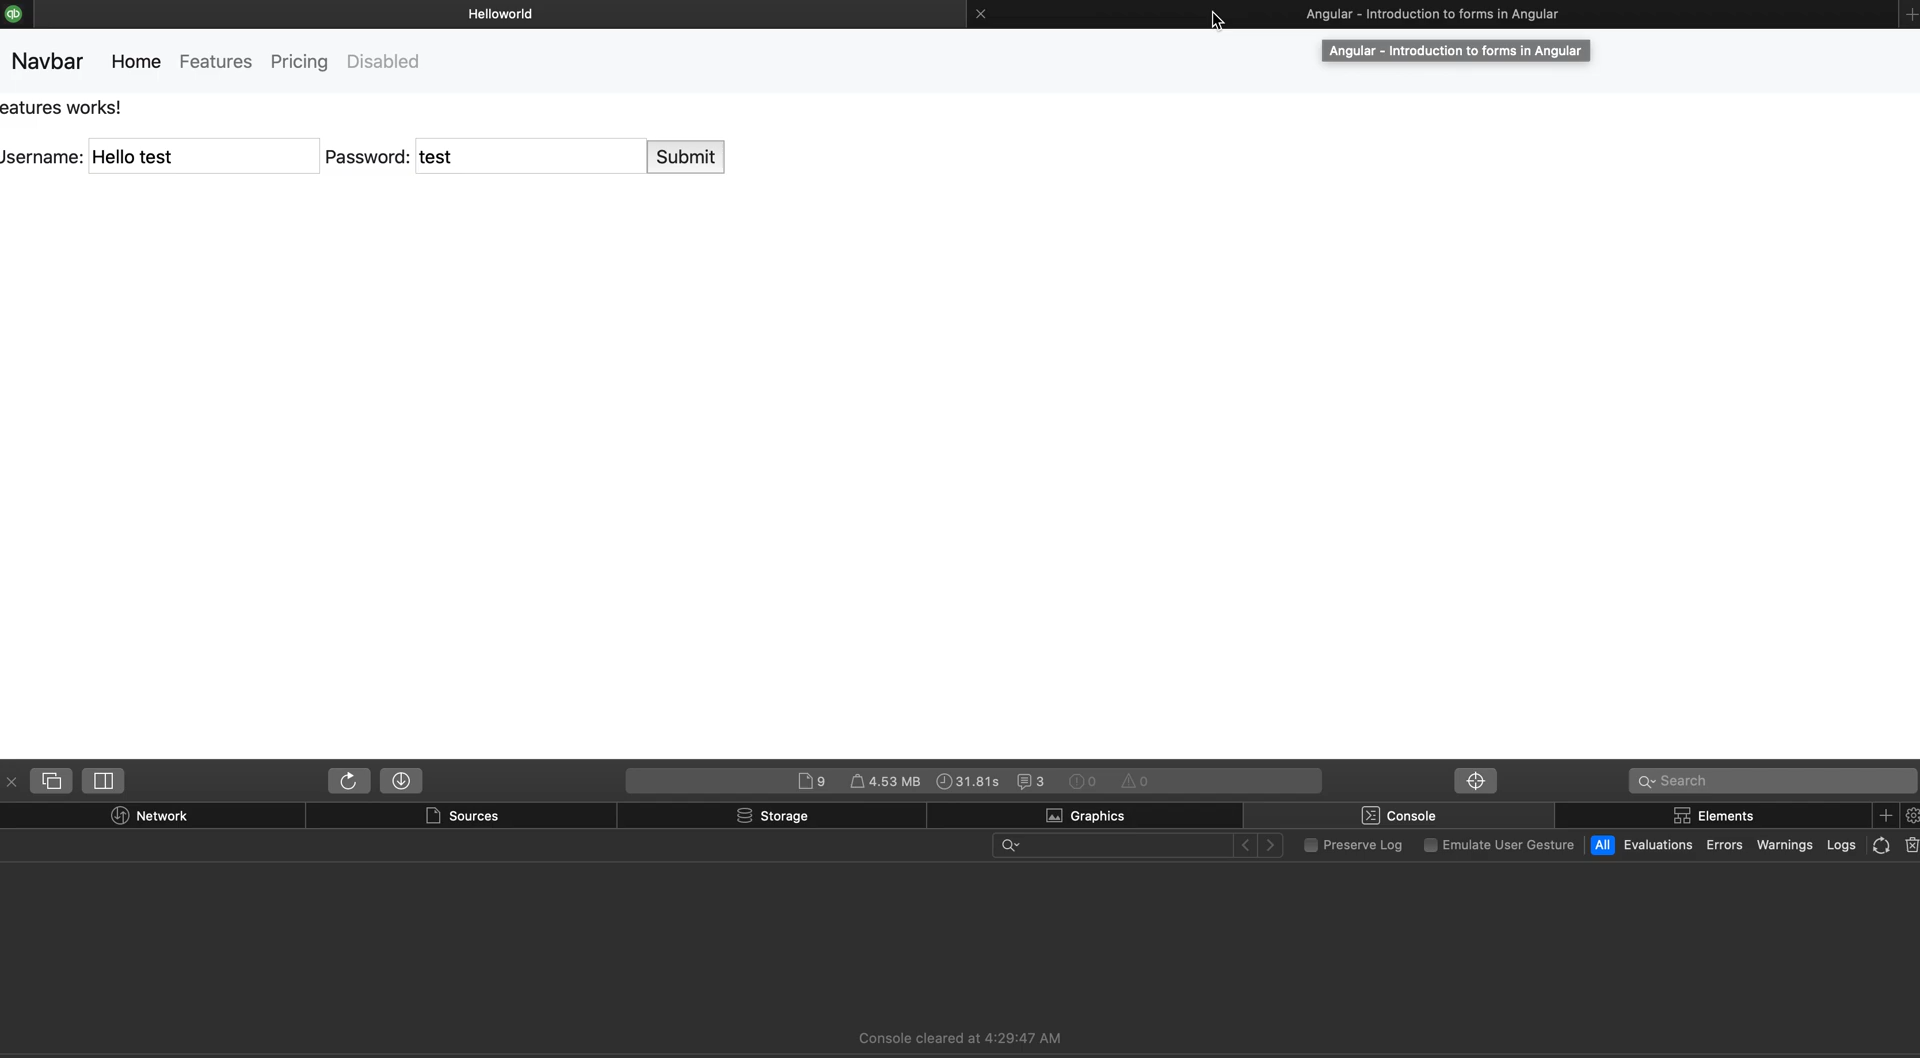 qb Helloworld Angular - Introduction to forms in Angular
Angular - Introduction to forms in Angular
Navbar Home Features Pricing Disabled
eatures works!
Username: Hello test Password: test Submit
9 4.53 MB 31.81s 3 0 0 Search
Network Sources Storage Graphics Console Elements
Preserve Log Emulate User Gesture All Evaluations Errors Warnings Logs
Console cleared at 4:29:47 AM